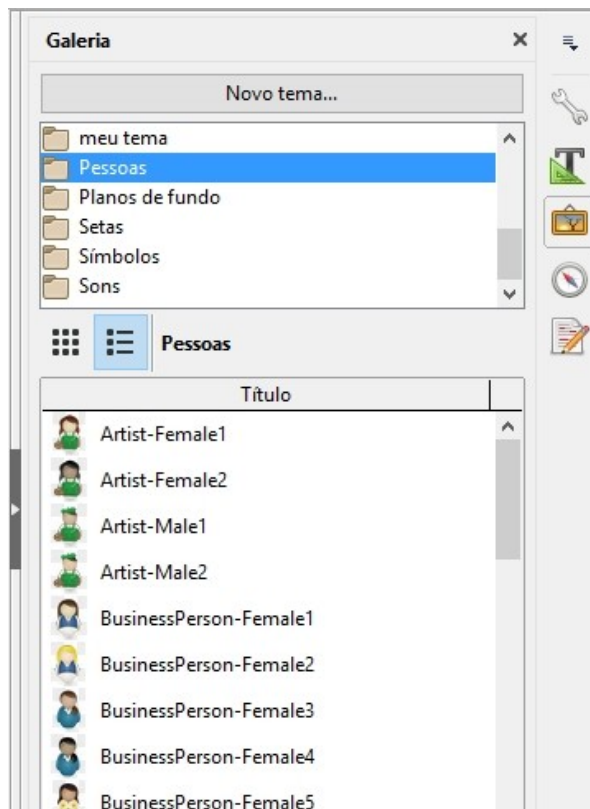 Galeria
Novo tema...
meu tema
Pessoas
Planos de fundo
Setas
Símbolos
Sons
Pessoas
Título
Artist-Female1
Artist-Female2
Artist-Male1
Artist-Male2
BusinessPerson-Female1
BusinessPerson-Female2
BusinessPerson-Female3
BusinessPerson-Female4
BusinessPerson-Female5